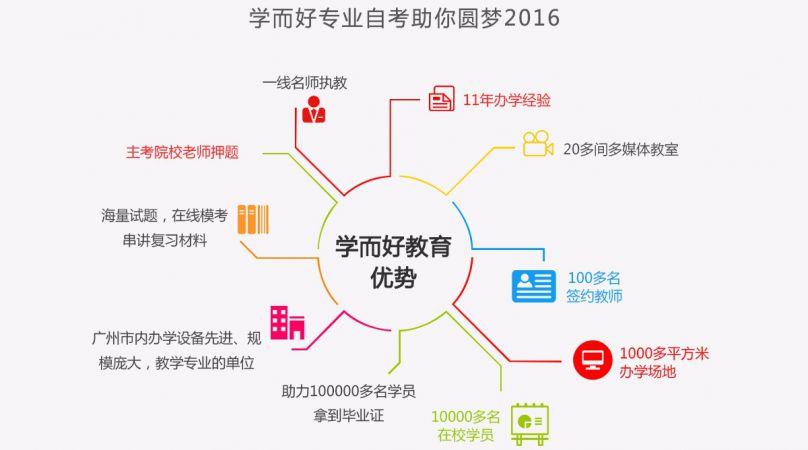 学而好专业自考助你圆梦2016
一线名师执教
11年办学经验
主考院校老师押题
20多间多媒体教室
海量试题，在线模考
串讲复习材料
学而好教育
优势
100多名
签约教师
广州市内办学设备先进、规
模庞大，教学专业的单位
1000多平方米
办学场地
助力100000多名学员
拿到毕业证
10000多名
在校学员